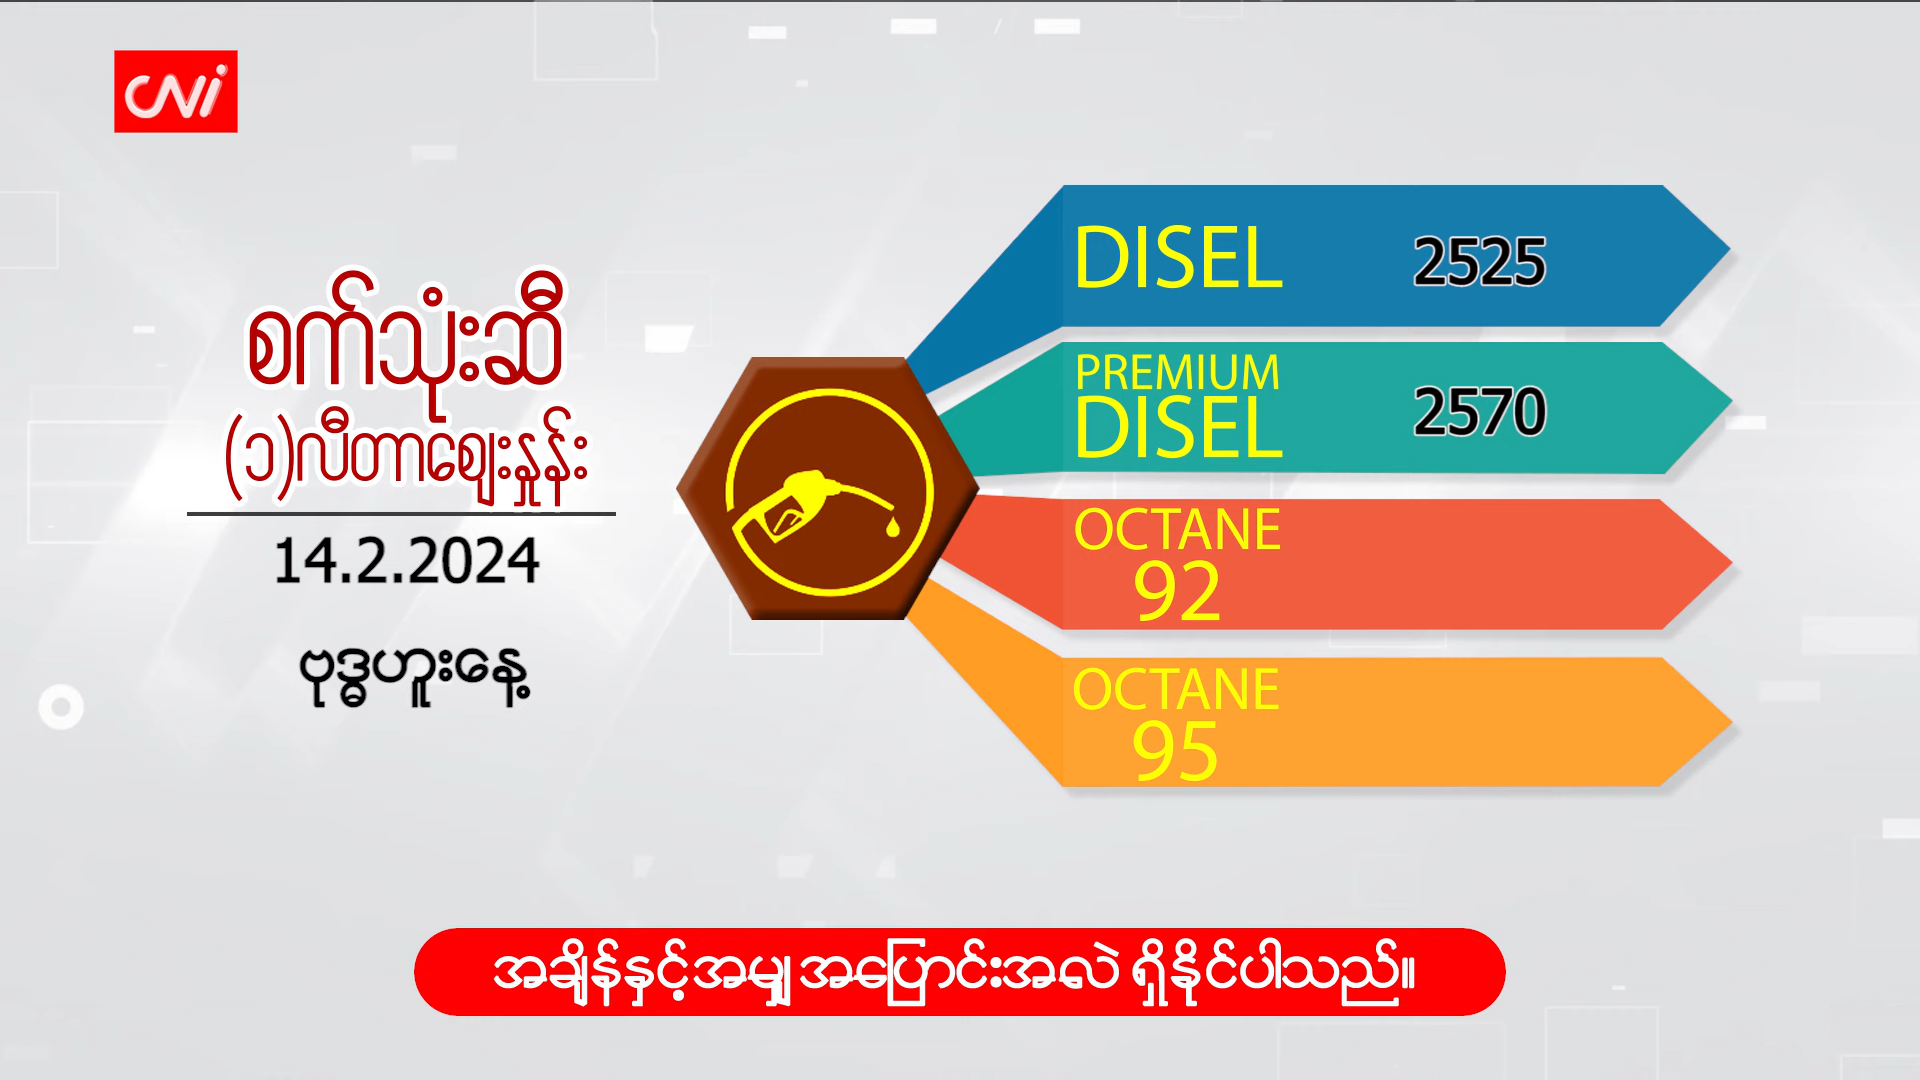 CNi
စက်သုံးဆီ
(၁)လီတာဈေးနှုန်း
14.2.2024
ဗုဒ္ဓဟူးနေ့
DISEL 2525
PREMIUM
DISEL 2570
OCTANE
92
OCTANE
95
အချိန်နှင့်အမျှ အပြောင်းအလဲ ရှိနိုင်ပါသည်။